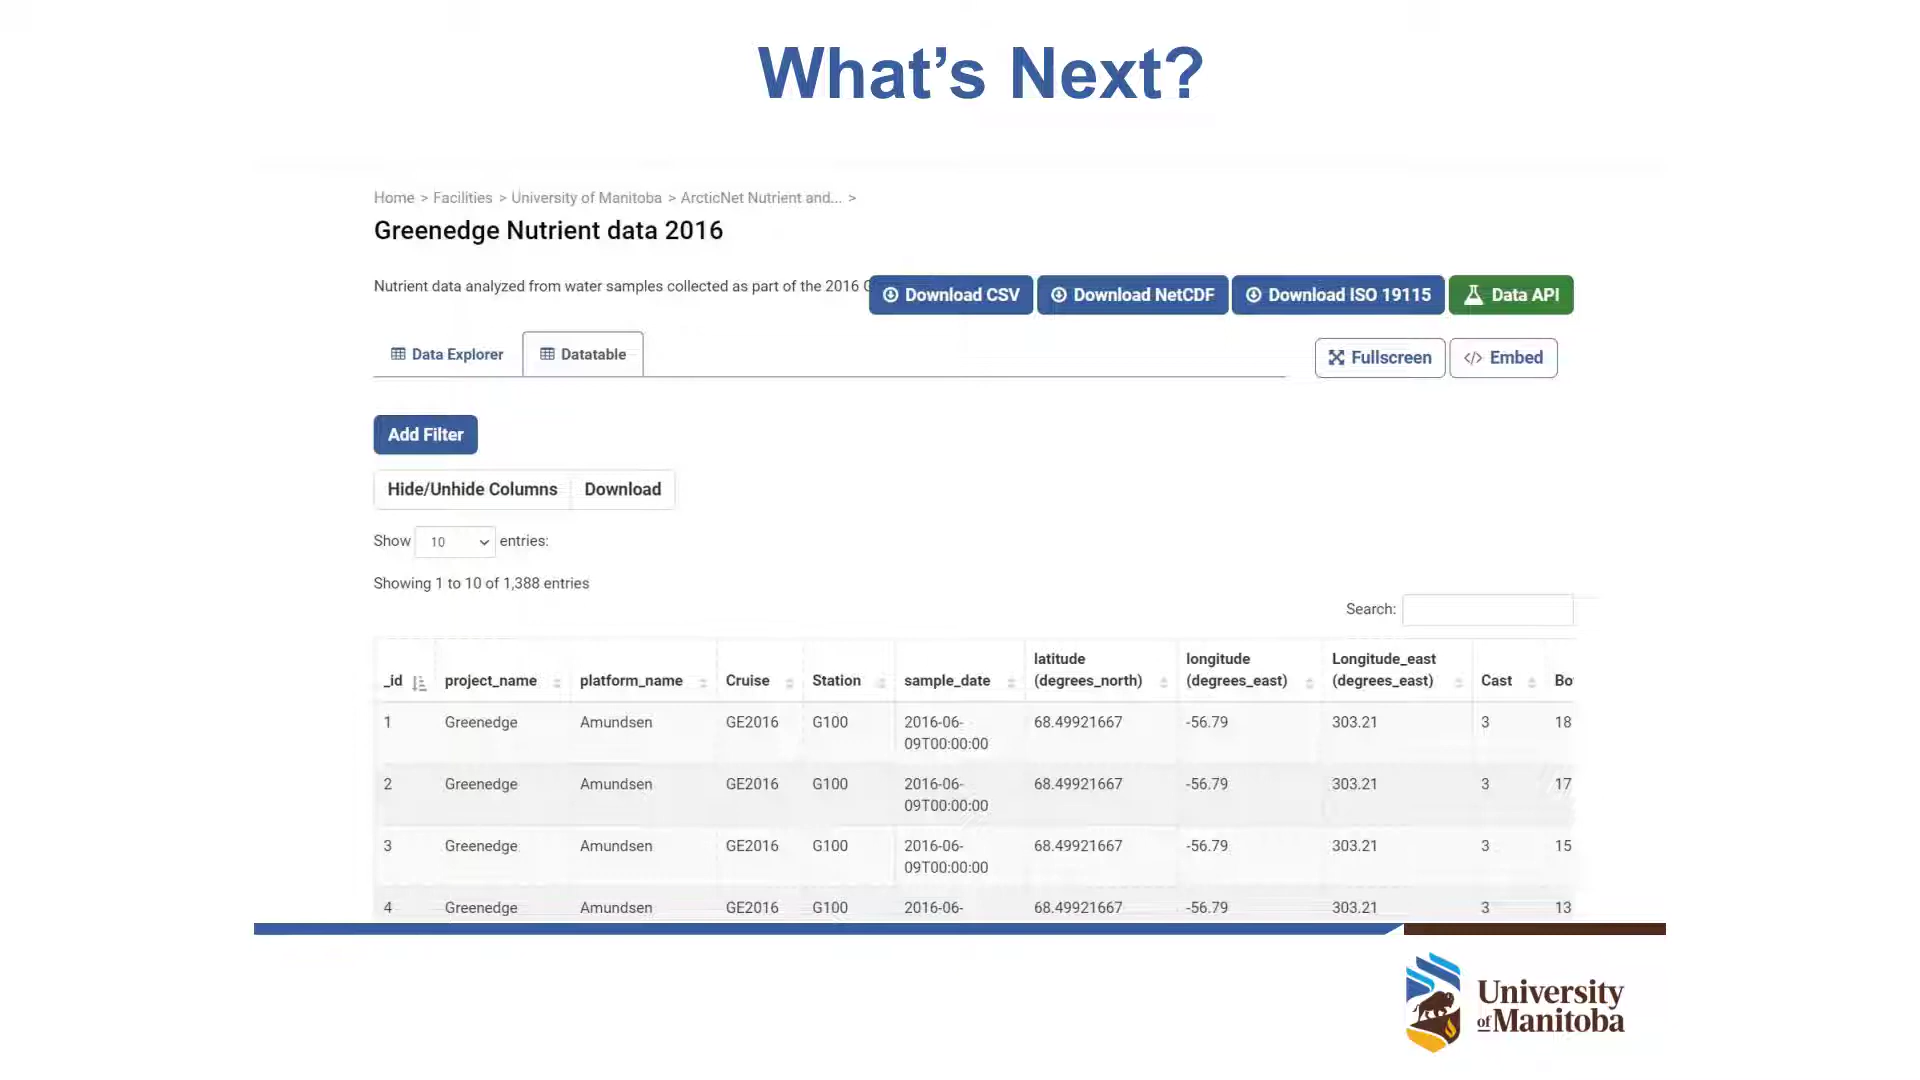 What's Next?
Home > Facilities > University of Manitoba > ArcticNet Nutrient and... >
Greenedge Nutrient data 2016
Nutrient data analyzed from water samples collected as part of the 2016
Download CSV Download NetCDF Download ISO 19115 Data API
Data Explorer Datatable
Fullscreen Embed
Add Filter
Hide/Unhide Columns Download
Show 10 entries:
Showing 1 to 10 of 1,388 entries
Search:
_id project_name platform_name Cruise Station sample_date latitude (degrees_north) longitude (degrees_east) Longitude_east (degrees_east) Cast Bo
1 Greenedge Amundsen GE2016 G100 2016-06-09T00:00:00 68.49921667 -56.79 303.21 3 18
2 Greenedge Amundsen GE2016 G100 2016-06-09T00:00:00 68.49921667 -56.79 303.21 3 17
3 Greenedge Amundsen GE2016 G100 2016-06-09T00:00:00 68.49921667 -56.79 303.21 3 15
4 Greenedge Amundsen GE2016 G100 2016-06- 68.49921667 -56.79 303.21 3 13
University
of Manitoba